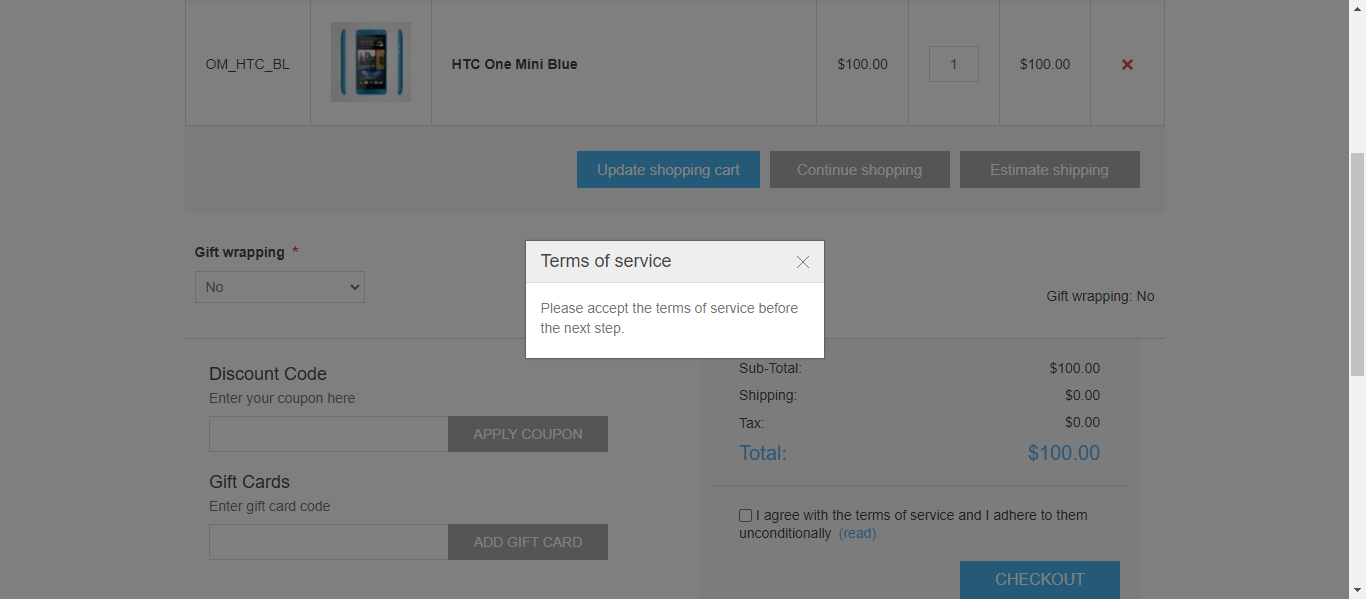 OM_HTC_BL HTC One Mini Blue $100.00 1 $100.00
Update shopping cart Continue shopping Estimate shipping
Gift wrapping *
No
Gift wrapping: No
Terms of service
Please accept the terms of service before
the next step.
Discount Code
Enter your coupon here
APPLY COUPON
Gift Cards
Enter gift card code
ADD GIFT CARD
Sub-Total: $100.00
Shipping: $0.00
Tax: $0.00
Total: $100.00
I agree with the terms of service and I adhere to them
unconditionally (read)
CHECKOUT